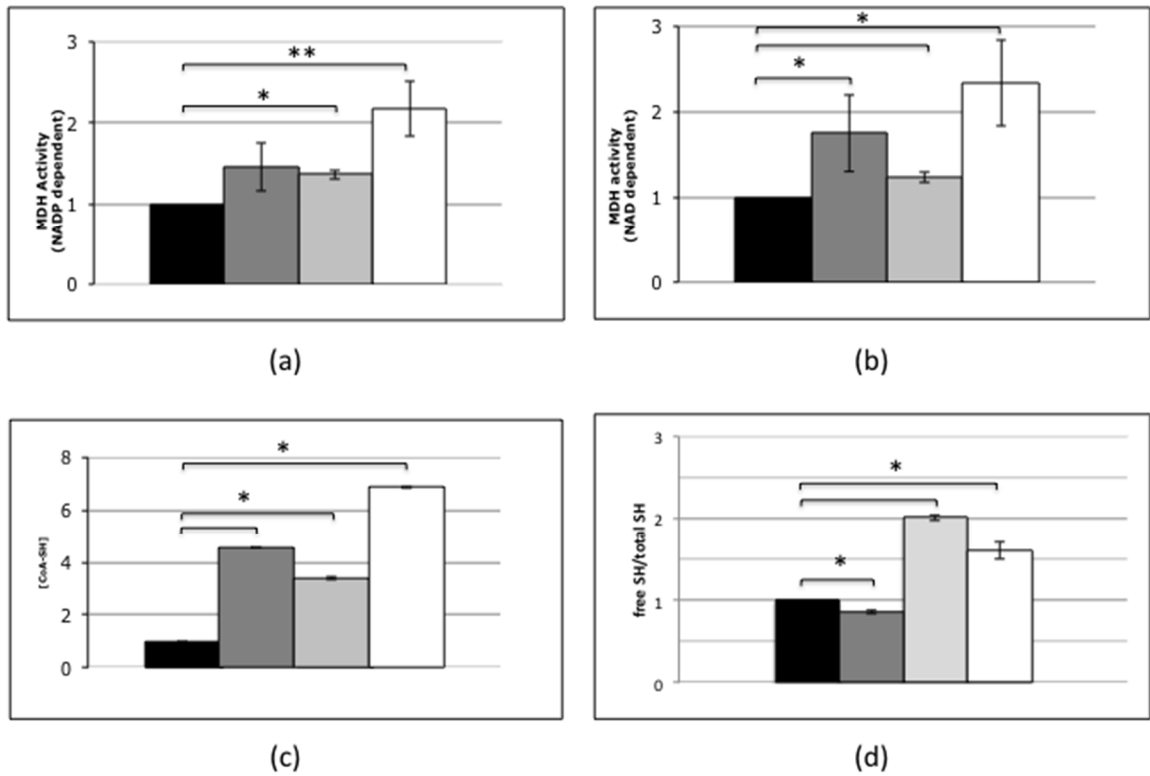 3
2
1
0
MDH Activity
(NADP dependent)
**
*
(a)
3
2
1
0
MDH activity
(NAD dependent)
*
*
(b)
8
6
4
2
0
[CoA-SH]
*
*
(c)
3
2
1
0
free SH/total SH
*
*
(d)